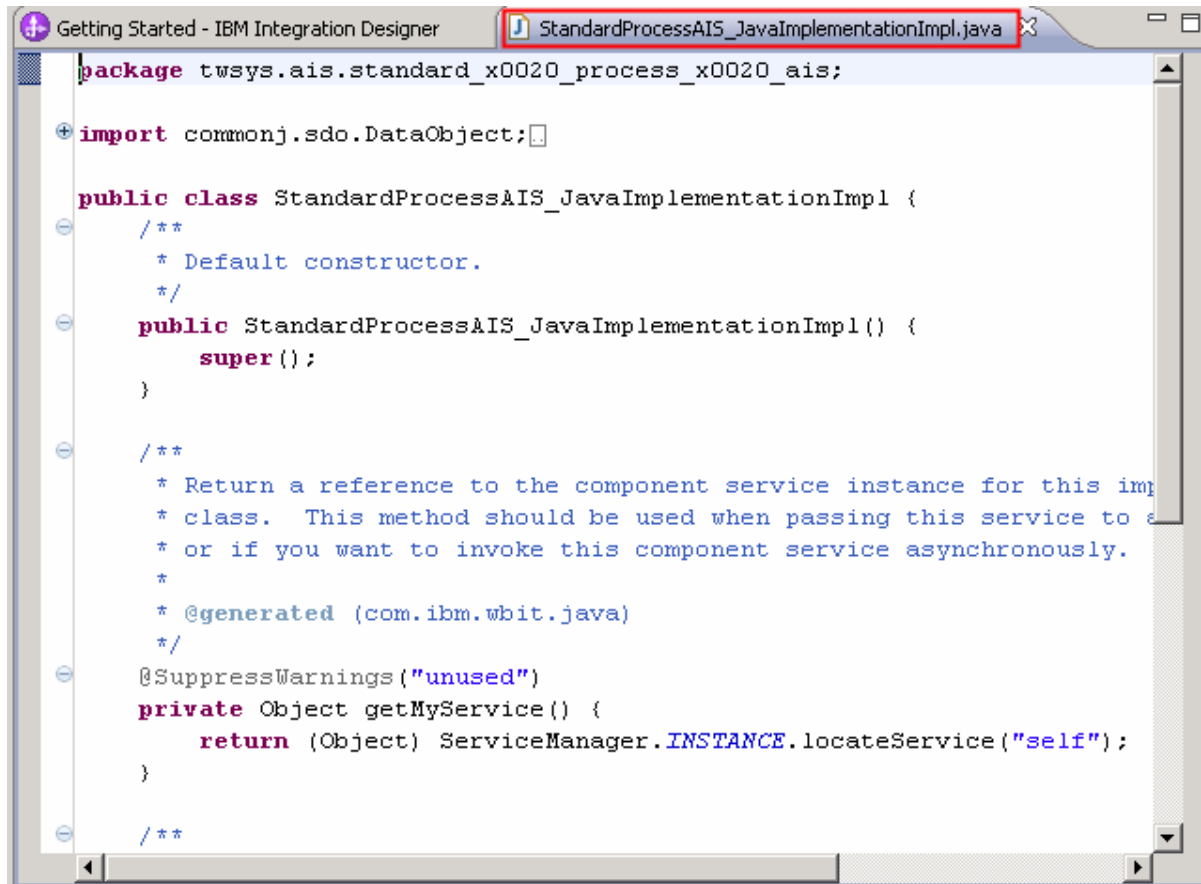 Getting Started - IBM Integration Designer
StandardProcessAIS_JavaImplementationImpl.java
package twsys.ais.standard_x0020_process_x0020_ais;
import commonj.sdo.DataObject;
public class StandardProcessAIS_JavaImplementationImpl {
/**
* Default constructor.
*/
public StandardProcessAIS_JavaImplementationImpl() {
super();
}
/**
* Return a reference to the component service instance for this
* class.  This method should be used when passing this service to
* or if you want to invoke this component service asynchronously.
*
* @generated (com.ibm.wbit.java)
*/
@SuppressWarnings("unused")
private Object getMyService() {
return (Object) ServiceManager.INSTANCE.locateService("self");
}
/**